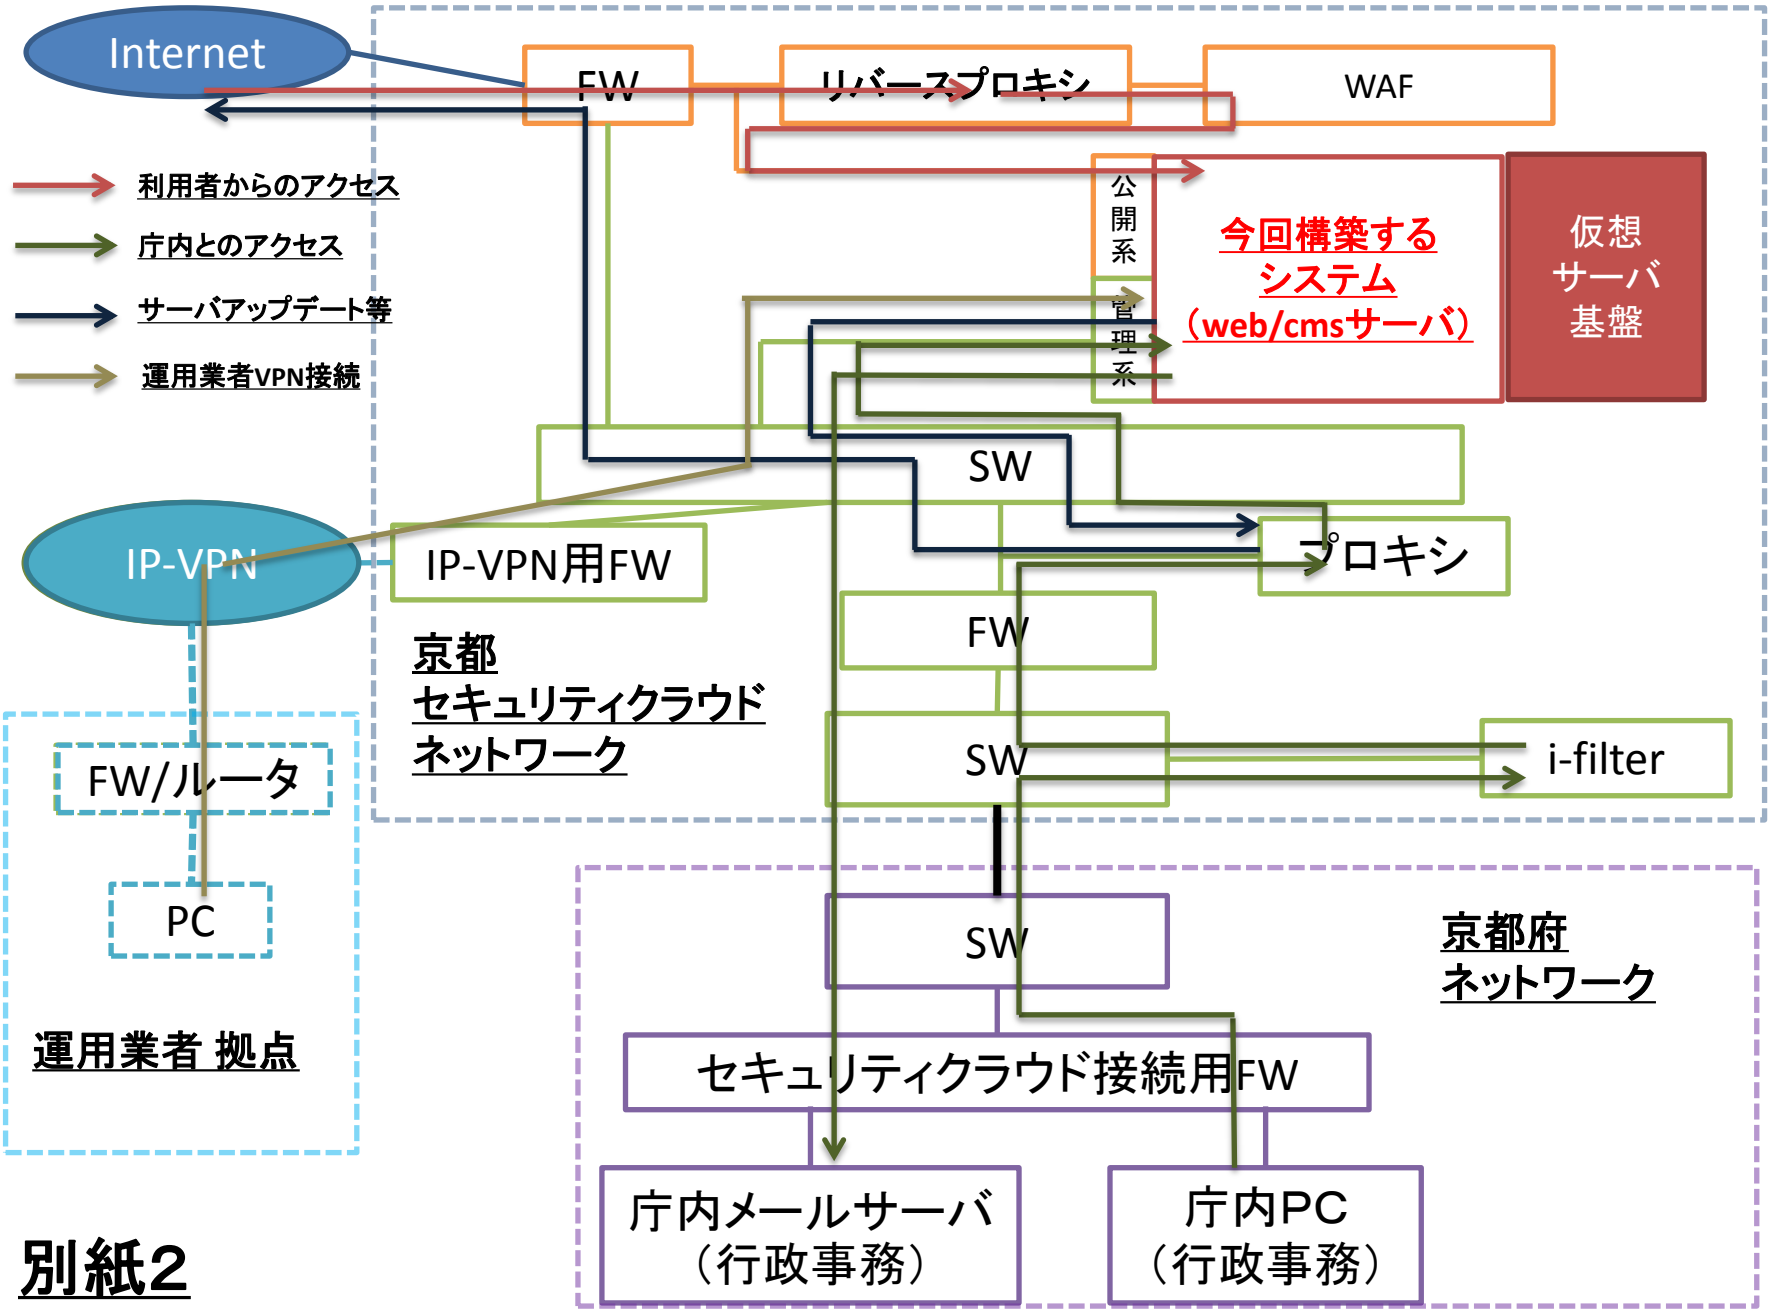 Internet
FW
リバースプロキシ
WAF
利用者からのアクセス
庁内とのアクセス
サーバアップデート等
運用業者VPN接続
公
開
系
管
理
系
今回構築する
システム
（web/cmsサーバ）
仮想
サーバ
基盤
SW
IP-VPN
IP-VPN用FW
プロキシ
FW
京都
セキュリティクラウド
ネットワーク
SW
i-filter
FW/ルータ
PC
運用業者 拠点
SW
京都府
ネットワーク
セキュリティクラウド接続用FW
庁内メールサーバ
（行政事務）
庁内PC
（行政事務）
別紙２